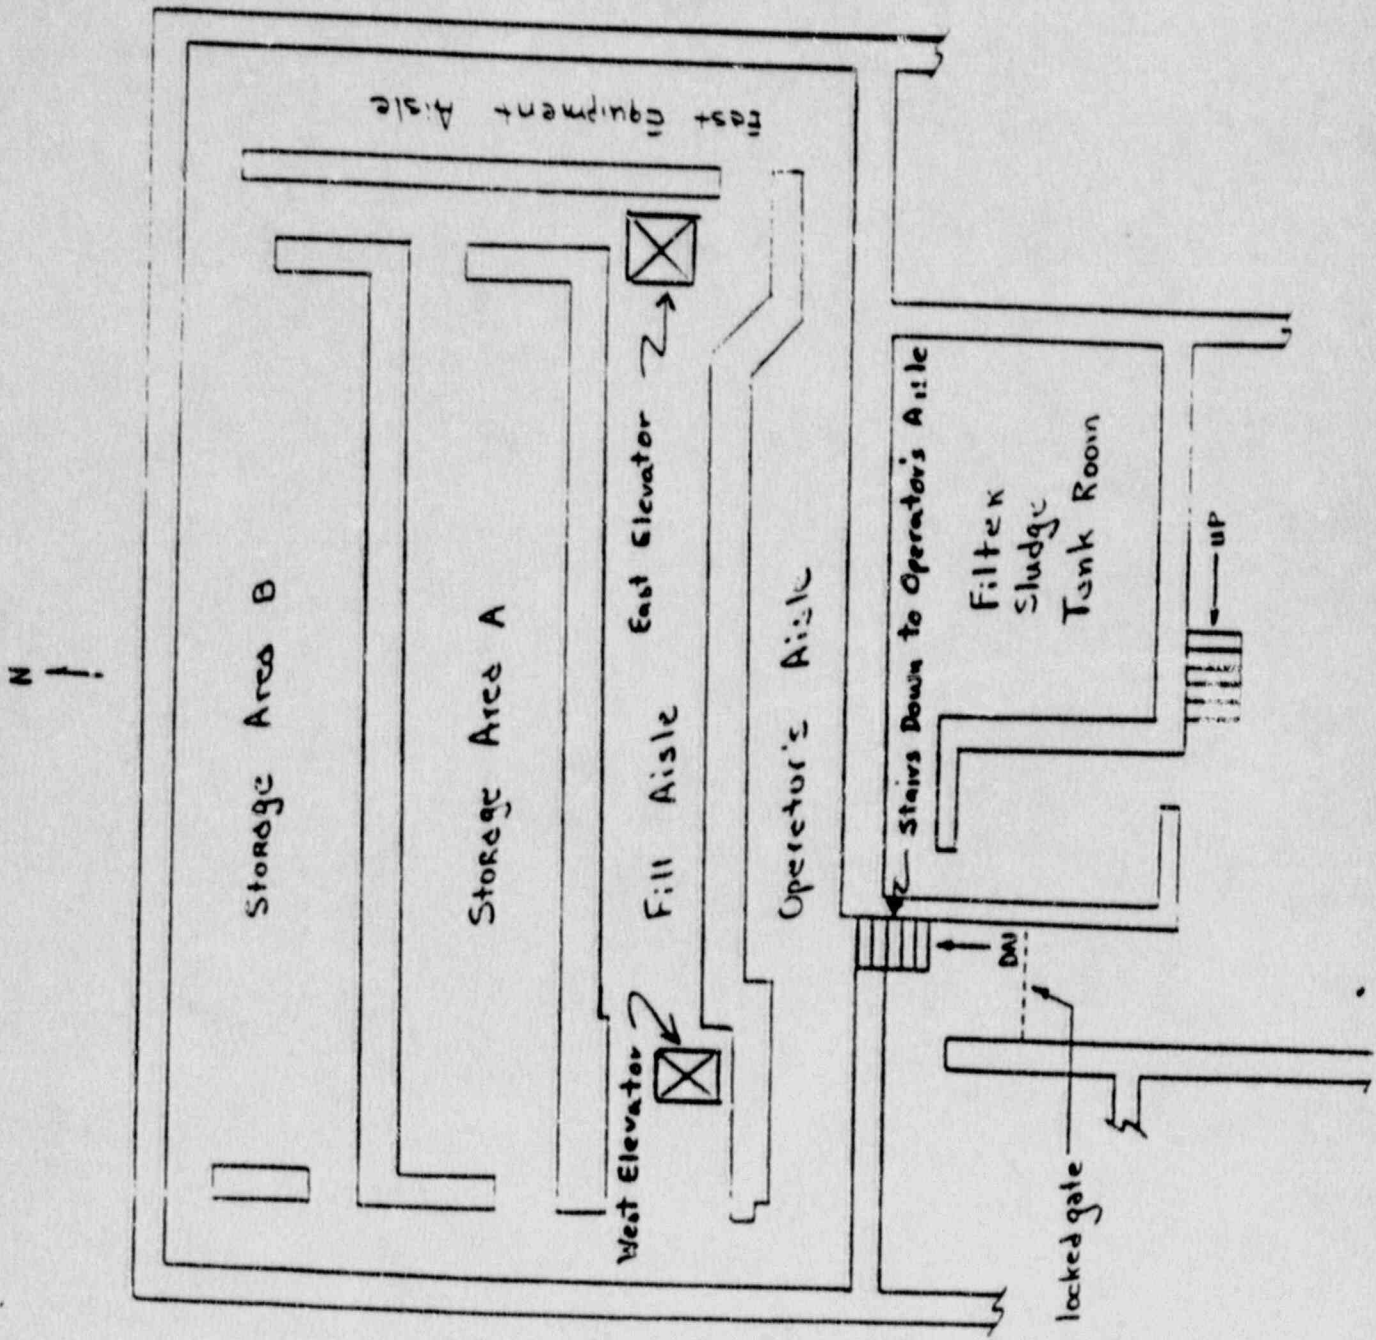 N
East Equipment Aisle
Storage Area B
Storage Area A
East Elevator
Fill Aisle
West Elevator
Operator's Aisle
Stairs Down to Operator's Aisle
Filter
Sludge
Tank Room
UP
DN
locked gate